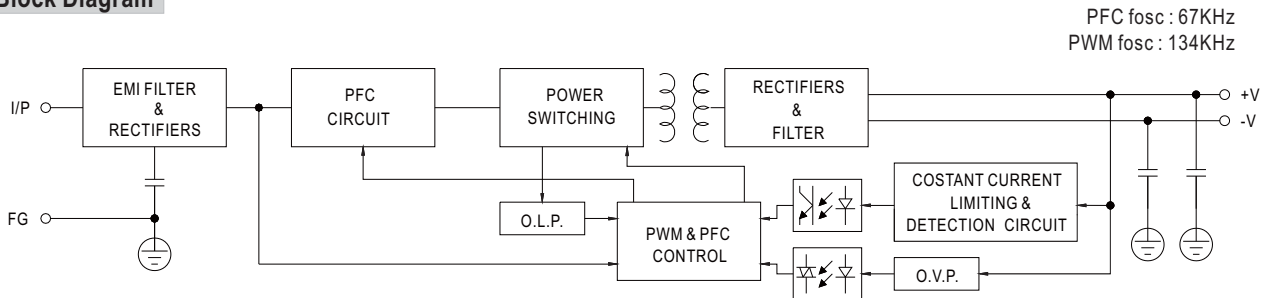 Block Diagram
PFC fosc : 67KHz
PWM fosc : 134KHz
I/P
EMI FILTER
&
RECTIFIERS
PFC
CIRCUIT
POWER
SWITCHING
RECTIFIERS
&
FILTER
+V
-V
FG
O.L.P.
PWM & PFC
CONTROL
COSTANT CURRENT
LIMITING &
DETECTION CIRCUIT
O.V.P.